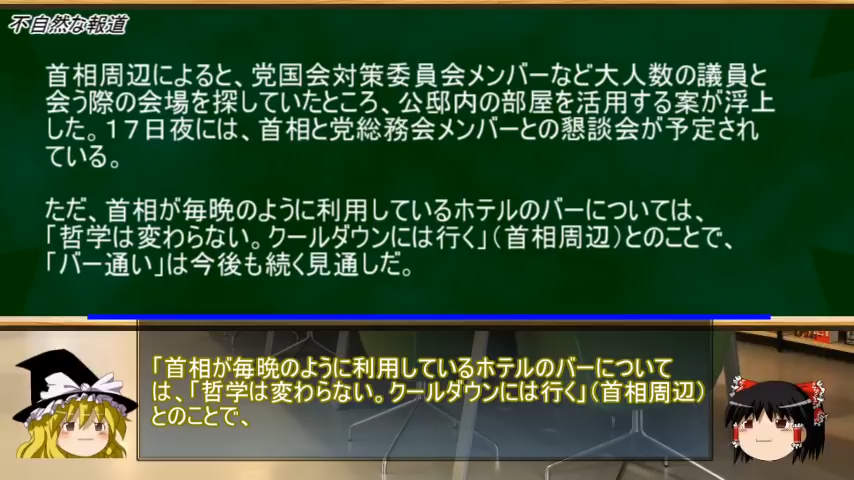 不自然な報道
首相周辺によると、党国会対策委員会メンバーなど大人数の議員と
会う際の会場を探していたところ、公邸内の部屋を活用する案が浮上
した。１７日夜には、首相と党総務会メンバーとの懇談会が予定され
ている。
ただ、首相が毎晩のように利用しているホテルのバーについては、
「哲学は変わらない。クールダウンには行く」（首相周辺）とのことで、
「バー通い」は今後も続く見通しだ。
「首相が毎晩のように利用しているホテルのバーについて
は、「哲学は変わらない。クールダウンには行く」（首相周辺）
とのことで、